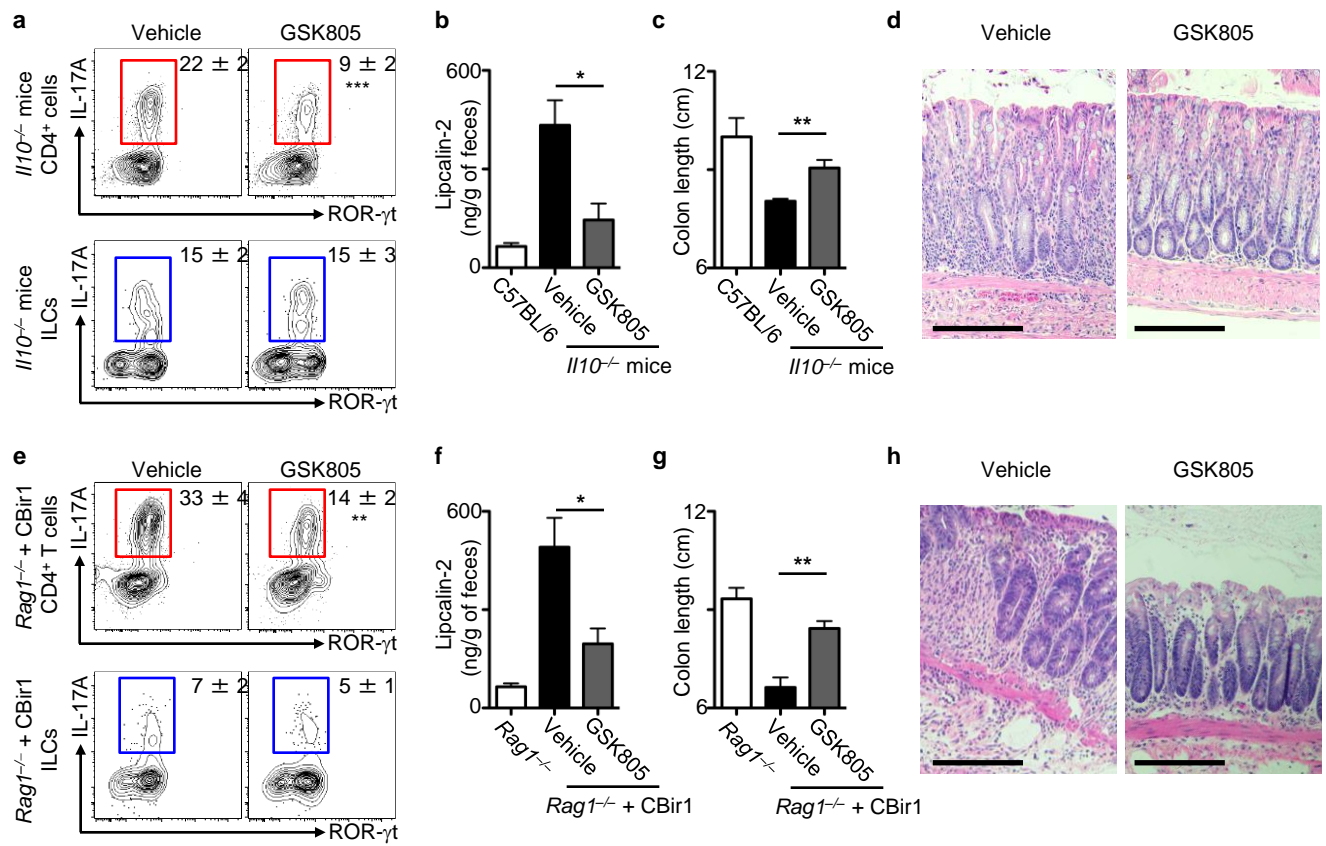 a
Vehicle GSK805
Il10–/– mice
CD4+ cells
IL-17A
22 ± 2
9 ± 2
***
ROR-γt
Il10–/– mice
ILCs
IL-17A
15 ± 2
15 ± 3
ROR-γt
b
Lipcalin-2
(ng/g of feces)
600
0
*
C57BL/6
Vehicle
GSK805
Il10–/– mice
c
Colon length (cm)
12
6
**
C57BL/6
Vehicle
GSK805
Il10–/– mice
d
Vehicle GSK805
e
Vehicle GSK805
Rag1–/– + CBir1
CD4+ T cells
IL-17A
33 ± 4
14 ± 2
**
ROR-γt
Rag1–/– + CBir1
ILCs
IL-17A
7 ± 2
5 ± 1
ROR-γt
f
Lipcalin-2
(ng/g of feces)
600
0
*
Rag1–/–
Vehicle
GSK805
Rag1–/– + CBir1
g
Colon length (cm)
12
6
**
Rag1–/–
Vehicle
GSK805
Rag1–/– + CBir1
h
Vehicle GSK805